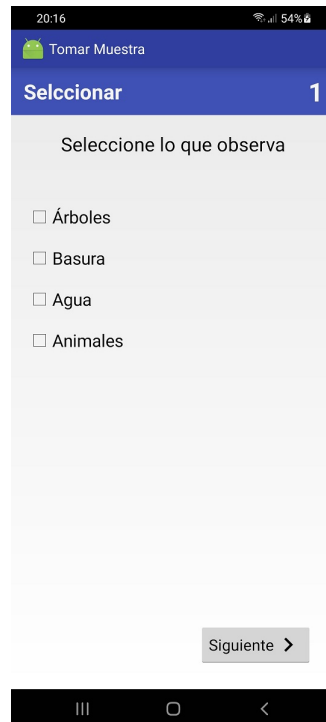 20:16 54%
Tomar Muestra
Selccionar 1
Seleccione lo que observa
Árboles
Basura
Agua
Animales
Siguiente